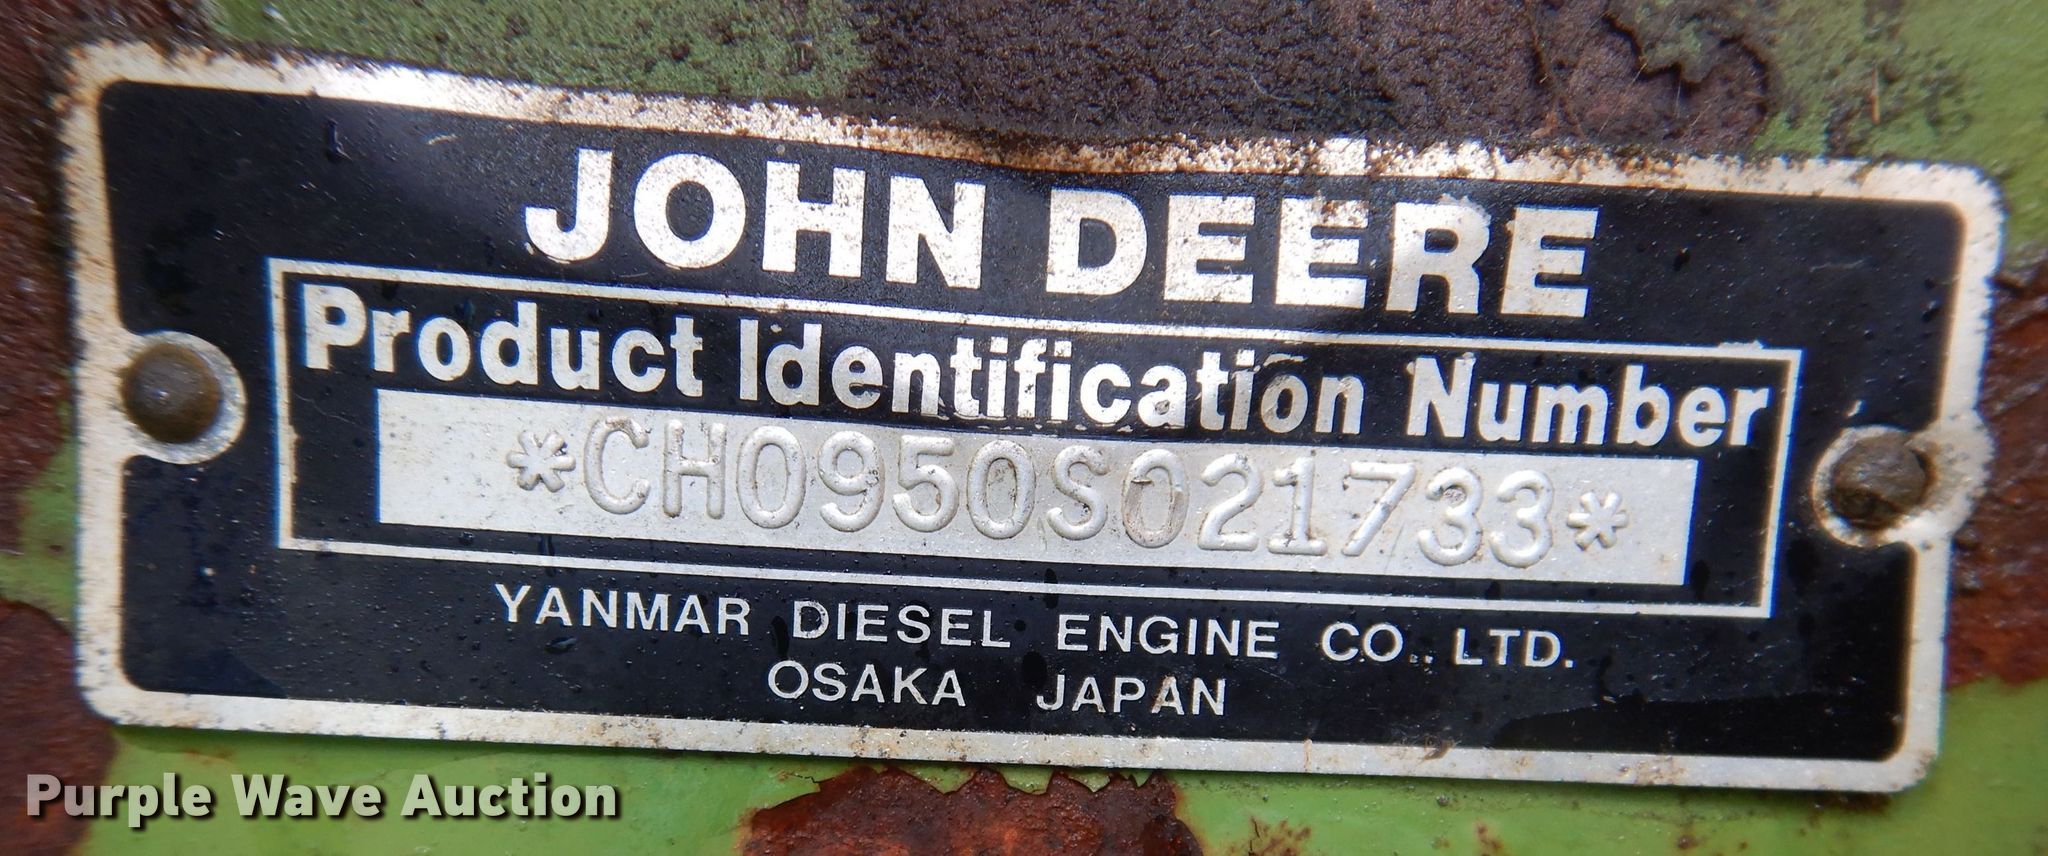 JOHN DEERE
Product Identification Number
*CH0950S021733*
YANMAR DIESEL ENGINE CO., LTD.
OSAKA JAPAN
Purple Wave Auction